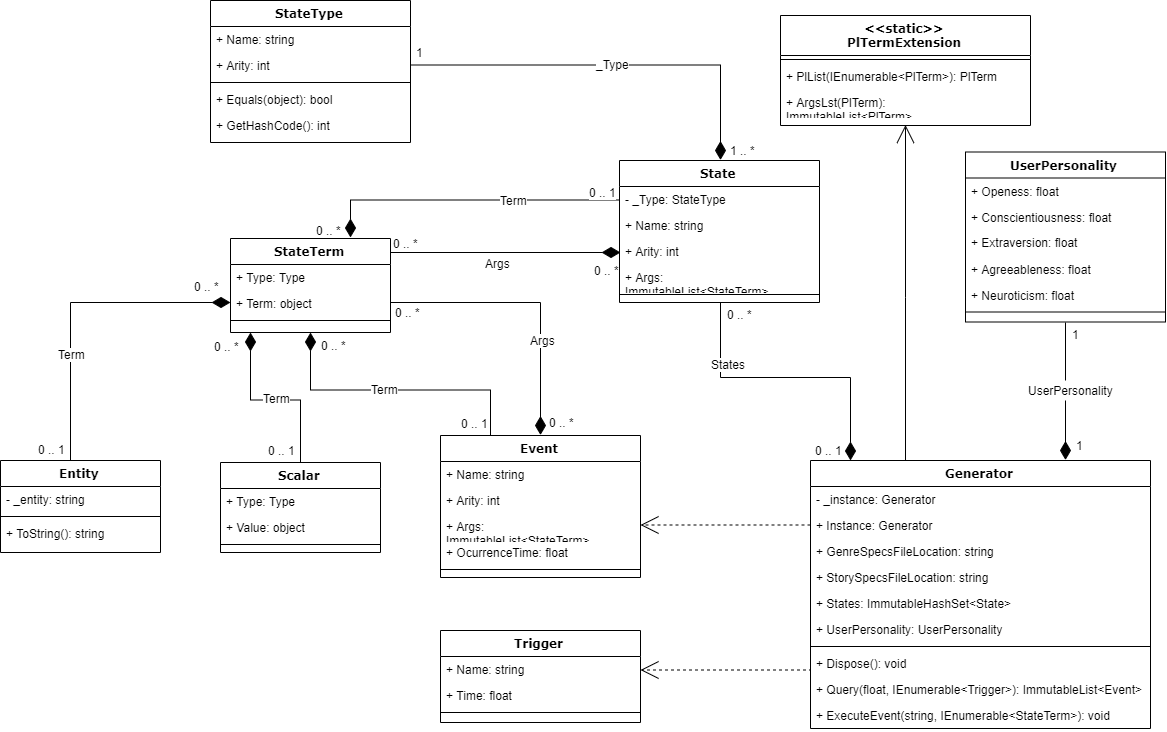 StateType
+ Name: string
+ Arity: int
+ Equals(object): bool
+ GetHashCode(): int
1
_Type
1 .. *
<<static>>
PlTermExtension
+ PlList(IEnumerable<PlTerm>): PlTerm
+ ArgsLst(PlTerm):
ImmutableList<PlTerm>
State
- _Type: StateType
+ Name: string
+ Arity: int
+ Args:
ImmutableList<StateTerm>
UserPersonality
+ Openess: float
+ Conscientiousness: float
+ Extraversion: float
+ Agreeableness: float
+ Neuroticism: float
0 .. 1
Term
0 .. *
0 .. *
Args
0 .. *
StateTerm
+ Type: Type
+ Term: object
0 .. *
Term
0 .. 1
0 .. *
Term
0 .. 1
0 .. *
Term
0 .. 1
0 .. *
Args
0 .. *
0 .. *
States
0 .. 1
1
UserPersonality
1
Entity
- _entity: string
+ ToString(): string
Scalar
+ Type: Type
+ Value: object
Event
+ Name: string
+ Arity: int
+ Args:
ImmutableList<StateTerm>
+ OcurrenceTime: float
Trigger
+ Name: string
+ Time: float
Generator
- _instance: Generator
+ Instance: Generator
+ GenreSpecsFileLocation: string
+ StorySpecsFileLocation: string
+ States: ImmutableHashSet<State>
+ UserPersonality: UserPersonality
+ Dispose(): void
+ Query(float, IEnumerable<Trigger>): ImmutableList<Event>
+ ExecuteEvent(string, IEnumerable<StateTerm>): void